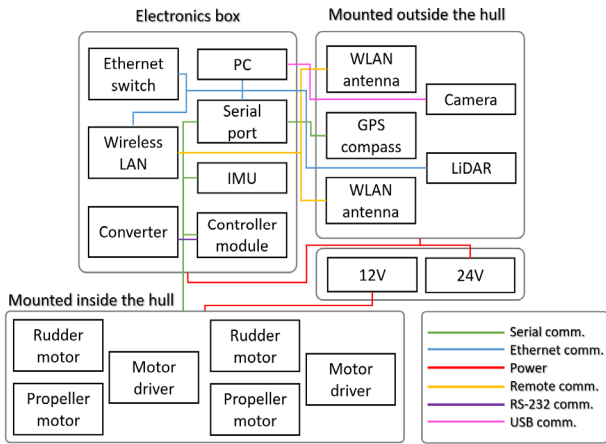 Electronics box
Mounted outside the hull
Ethernet
switch
PC
WLAN
antenna
Camera
Serial
port
GPS
compass
Wireless
LAN
LiDAR
IMU
WLAN
antenna
Converter
Controller
module
12V
24V
Mounted inside the hull
Rudder
motor
Motor
driver
Rudder
motor
Motor
driver
Propeller
motor
Propeller
motor
Serial comm.
Ethernet comm.
Power
Remote comm.
RS-232 comm.
USB comm.